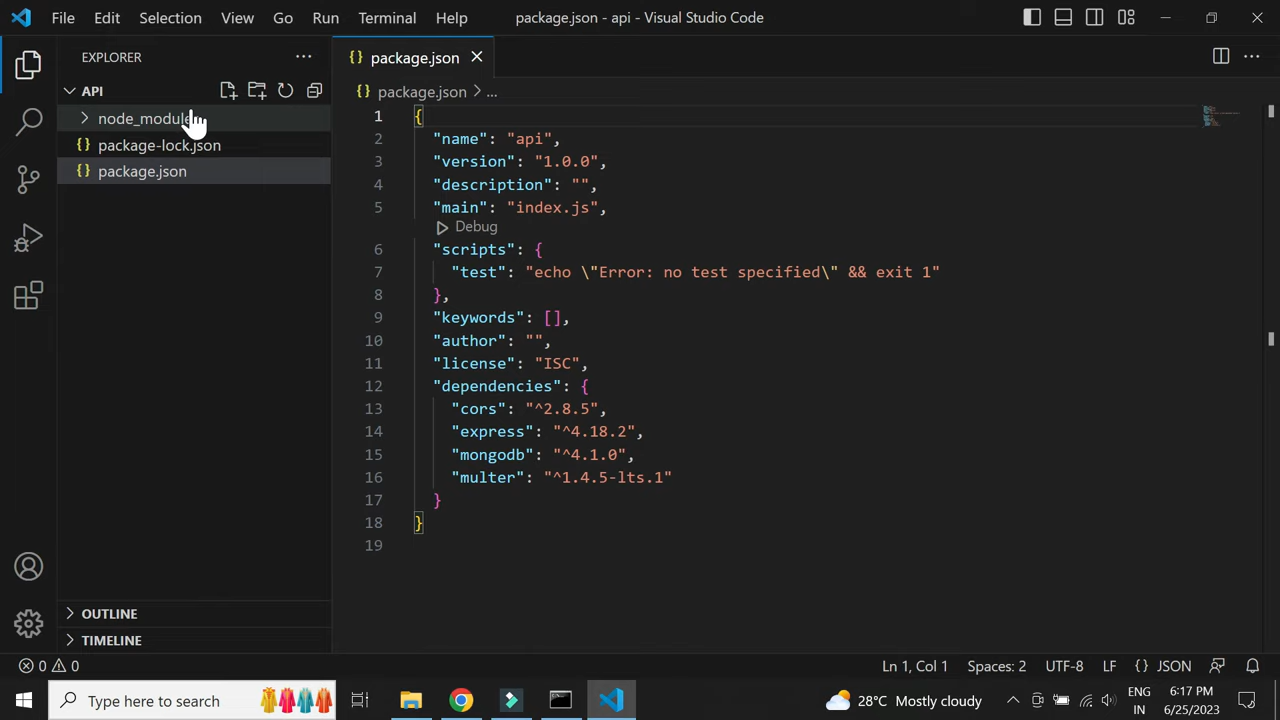 File Edit Selection View Go Run Terminal Help package.json - api - Visual Studio Code
EXPLORER
package.json
API
package.json > ...
node_module
package-lock.json
package.json
1 {
2 "name": "api",
3 "version": "1.0.0",
4 "description": "",
5 "main": "index.js",
Debug
6 "scripts": {
7 "test": "echo \"Error: no test specified\" && exit 1"
8 },
9 "keywords": [],
10 "author": "",
11 "license": "ISC",
12 "dependencies": {
13 "cors": "^2.8.5",
14 "express": "^4.18.2",
15 "mongodb": "^4.1.0",
16 "multer": "^1.4.5-lts.1"
17 }
18 }
19
OUTLINE
TIMELINE
0 0 Ln 1, Col 1 Spaces: 2 UTF-8 LF {} JSON
Type here to search
28°C Mostly cloudy
ENG
IN
6:17 PM
6/25/2023